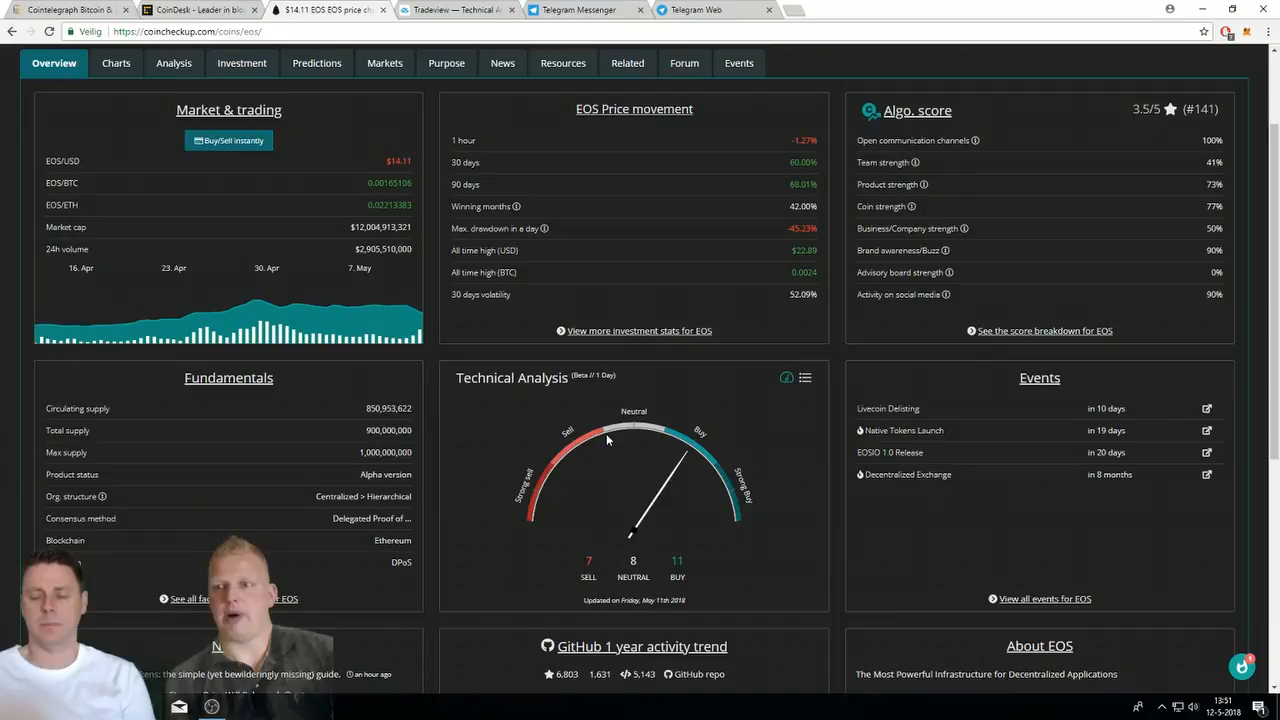 Cointelegraph Bitcoin &
CoinDesk - Leader in blo
$14.11 EOS EOS price ch
Tradeview — Technical A
Telegram Messenger
Telegram Web
Veilig
https://coincheckup.com/coins/eos/
Overview
Charts
Analysis
Investment
Predictions
Markets
Purpose
News
Resources
Related
Forum
Events
Market & trading
Buy/Sell instantly
EOS/USD $14.11
EOS/BTC 0.00165106
EOS/ETH 0.02213383
Market cap $12,004,913,321
24h volume $2,905,510,000
16. Apr 23. Apr 30. Apr 7. May
EOS Price movement
1 hour -1.27%
30 days 60.00%
90 days 68.01%
Winning months 42.00%
Max. drawdown in a day -45.23%
All time high (USD) $22.89
All time high (BTC) 0.0024
30 days volatility 52.09%
View more investment stats for EOS
Algo. score 3.5/5 (#141)
Open communication channels 100%
Team strength 41%
Product strength 73%
Coin strength 77%
Business/Company strength 50%
Brand awareness/Buzz 90%
Advisory board strength 0%
Activity on social media 90%
See the score breakdown for EOS
Fundamentals
Circulating supply 850,953,622
Total supply 900,000,000
Max supply 1,000,000,000
Product status Alpha version
Org. structure Centralized > Hierarchical
Consensus method Delegated Proof of ...
Blockchain Ethereum
DPoS
See all fa OS for EOS
Technical Analysis (Beta // 1 Day)
Neutral
Sell
Buy
Strong sell
Strong Buy
7 8 11
SELL NEUTRAL BUY
Updated on Friday, May 11th 2018
Events
Livecoin Delisting in 10 days
Native Tokens Launch in 19 days
EOSIO 1.0 Release in 20 days
Decentralized Exchange in 8 months
View all events for EOS
N
kens: the simple (yet bewilderingly missing) guide. an hour ago
GitHub 1 year activity trend
6,803 1,631 5,143 GitHub repo
About EOS
The Most Powerful Infrastructure for Decentralized Applications
13:51
12-5-2018